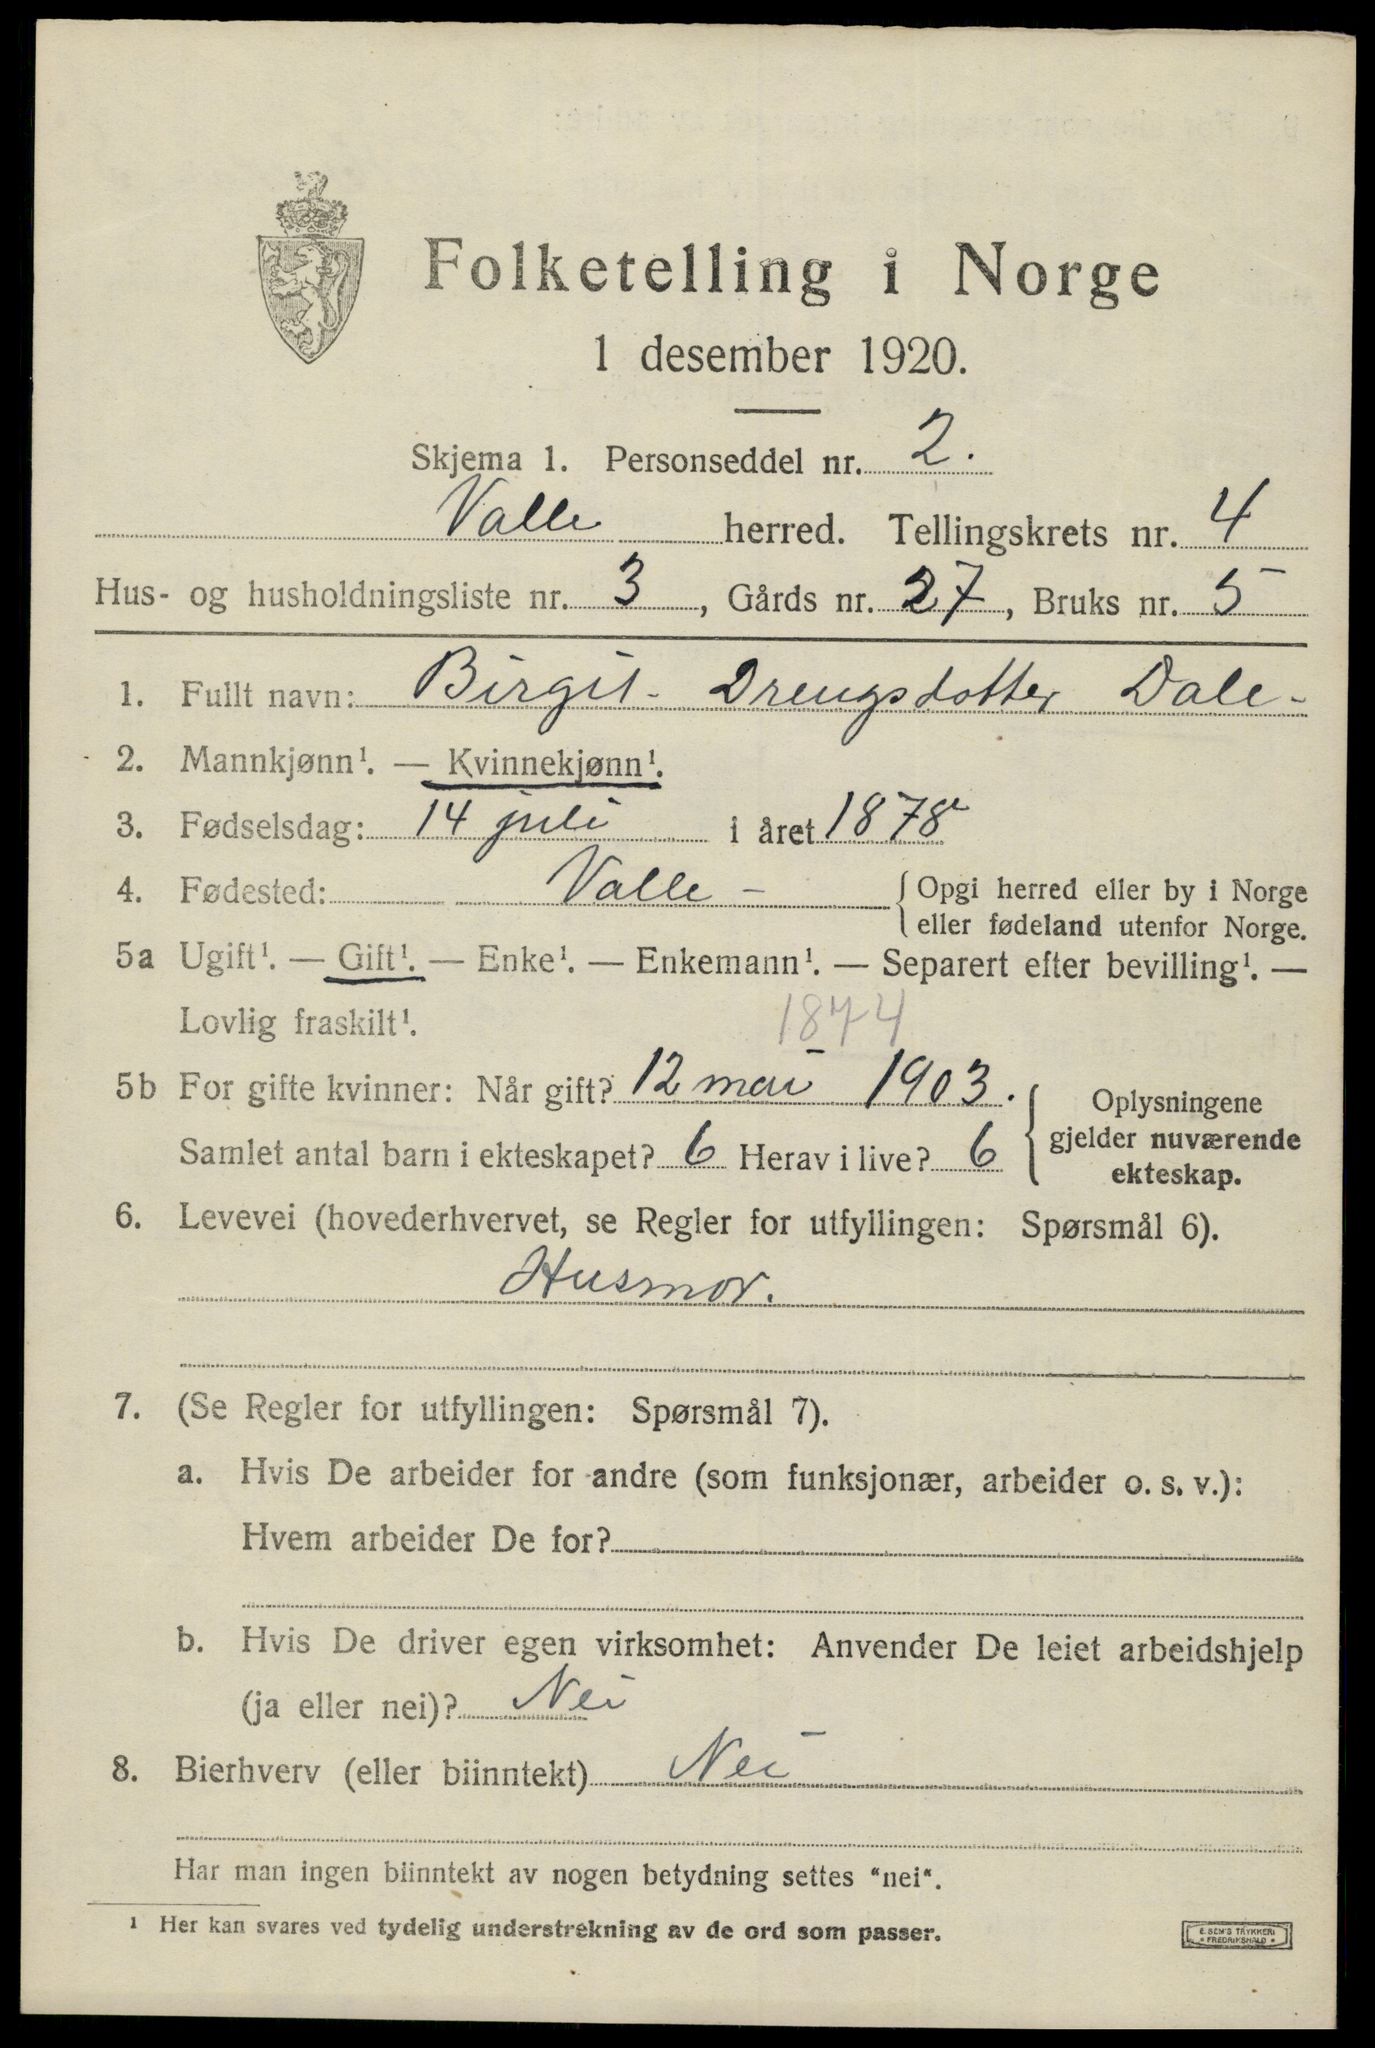 Folketelling i Norge
1 desember 1920.
Skjema 1. Personseddel nr. 2.
Valle herred. Tellingskrets nr. 4
Hus- og husholdningsliste nr. 3, Gårds nr. 27, Bruks nr. 5
1. Fullt navn: Birgit Drengsdotter Dale-
2. Mannkjønn¹. — Kvinnekjønn¹.
3. Fødselsdag: 14 juli i året 1878
4. Fødested: Valle - { Opgi herred eller by i Norge
eller fødeland utenfor Norge.
5a Ugift¹. — Gift¹. — Enke¹. — Enkemann¹. — Separert efter bevilling¹. —
Lovlig fraskilt¹.
1874
5b For gifte kvinner: Når gift? 12 mai 1903. { Oplysningene
gjelder nuværende
ekteskap.
Samlet antal barn i ekteskapet? 6 Herav i live? 6
6. Levevei (hovederhvervet, se Regler for utfyllingen: Spørsmål 6).
Husmor.
7. (Se Regler for utfyllingen: Spørsmål 7).
a. Hvis De arbeider for andre (som funksjonær, arbeider o. s. v.):
Hvem arbeider De for?
b. Hvis De driver egen virksomhet: Anvender De leiet arbeidshjelp
(ja eller nei)? Nei
8. Bierhverv (eller biinntekt) Nei
Har man ingen biinntekt av nogen betydning settes "nei".
¹ Her kan svares ved tydelig understrekning av de ord som passer.
E. SEM'S TRYKKERI
* FREDRIKSHALD *